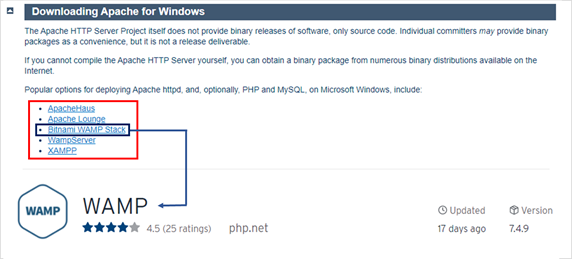 Downloading Apache for Windows
The Apache HTTP Server Project itself does not provide binary releases of software, only source code. Individual committers may provide binary
packages as a convenience, but it is not a release deliverable.
If you cannot compile the Apache HTTP Server yourself, you can obtain a binary package from numerous binary distributions available on the
Internet.
Popular options for deploying Apache httpd, and, optionally, PHP and MySQL, on Microsoft Windows, include:
ApacheHaus
Apache Lounge
Bitnami WAMP Stack
WampServer
XAMPP
WAMP
WAMP
4.5 (25 ratings) php.net
Updated
17 days ago
Version
7.4.9